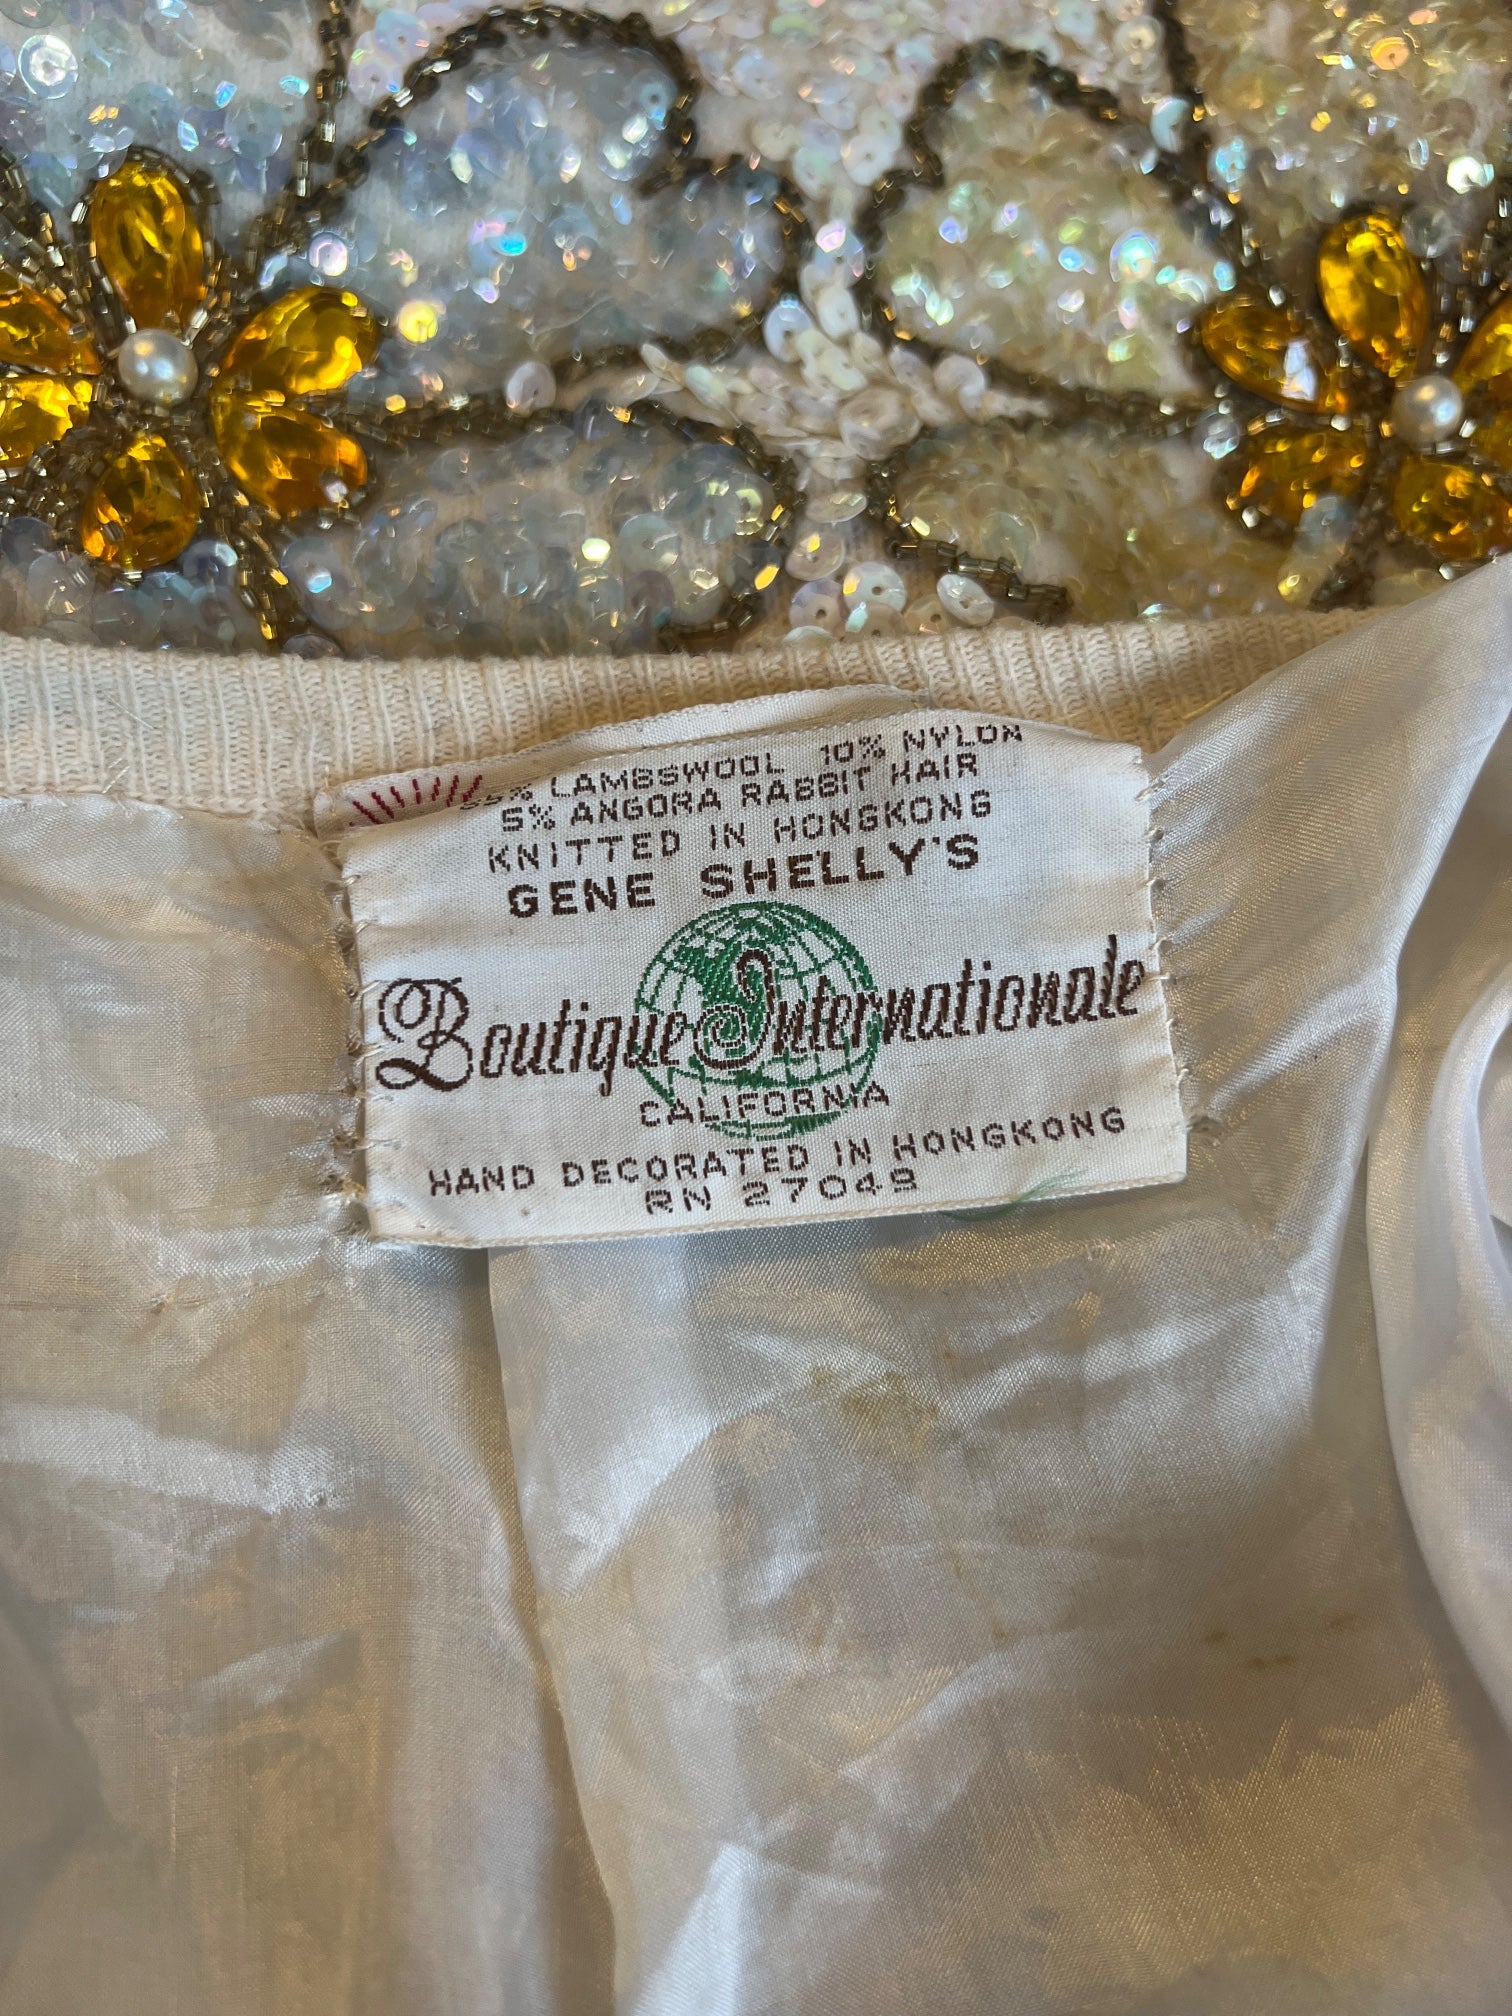 % LAMBSWOOL 10% NYLON
5% ANGORA RABBIT HAIR
KNITTED IN HONGKONG
GENE SHELLY'S
Boutique Internationale
CALIFORNIA
HAND DECORATED IN HONGKONG
RN 27049